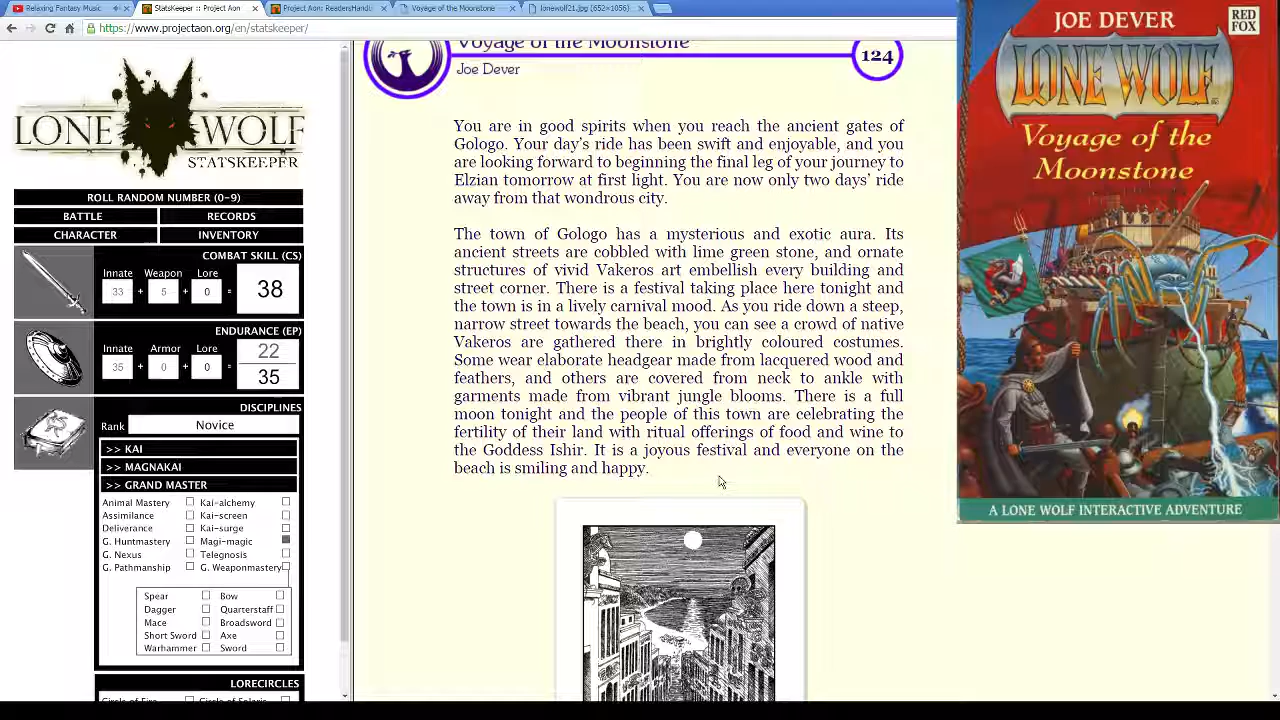 Relaxing Fantasy Music
StatsKeeper :: Project Aon
Project Aon: ReadersHandb
Voyage of the Moonstone
lonewolf21.jpg (652×1056)
https://www.projectaon.org/en/statskeeper/
LONE WOLF
STATSKEEPER
ROLL RANDOM NUMBER (0-9)
BATTLE RECORDS
CHARACTER INVENTORY
COMBAT SKILL (CS)
Innate Weapon Lore
33 + 5 + 0 = 38
ENDURANCE (EP)
Innate Armor Lore
22
35 + 0 + 0 = 35
DISCIPLINES
Rank Novice
>> KAI
>> MAGNAKAI
>> GRAND MASTER
Animal Mastery Kai-alchemy
Assimilance Kai-screen
Deliverance Kai-surge
G. Huntmastery Magi-magic
G. Nexus Telegnosis
G. Pathmanship G. Weaponmastery
Spear Bow
Dagger Quarterstaff
Mace Broadsword
Short Sword Axe
Warhammer Sword
LORECIRCLES
Circle of Fire Circle of Solaris
Voyage of the Moonstone
Joe Dever
124
You are in good spirits when you reach the ancient gates of
Gologo. Your day's ride has been swift and enjoyable, and you
are looking forward to beginning the final leg of your journey to
Elzian tomorrow at first light. You are now only two days' ride
away from that wondrous city.
The town of Gologo has a mysterious and exotic aura. Its
ancient streets are cobbled with lime green stone, and ornate
structures of vivid Vakeros art embellish every building and
street corner. There is a festival taking place here tonight and
the town is in a lively carnival mood. As you ride down a steep,
narrow street towards the beach, you can see a crowd of native
Vakeros are gathered there in brightly coloured costumes.
Some wear elaborate headgear made from lacquered wood and
feathers, and others are covered from neck to ankle with
garments made from vibrant jungle blooms. There is a full
moon tonight and the people of this town are celebrating the
fertility of their land with ritual offerings of food and wine to
the Goddess Ishir. It is a joyous festival and everyone on the
beach is smiling and happy.
JOE DEVER
RED
FOX
LONE WOLF
Voyage of the
Moonstone
A LONE WOLF INTERACTIVE ADVENTURE